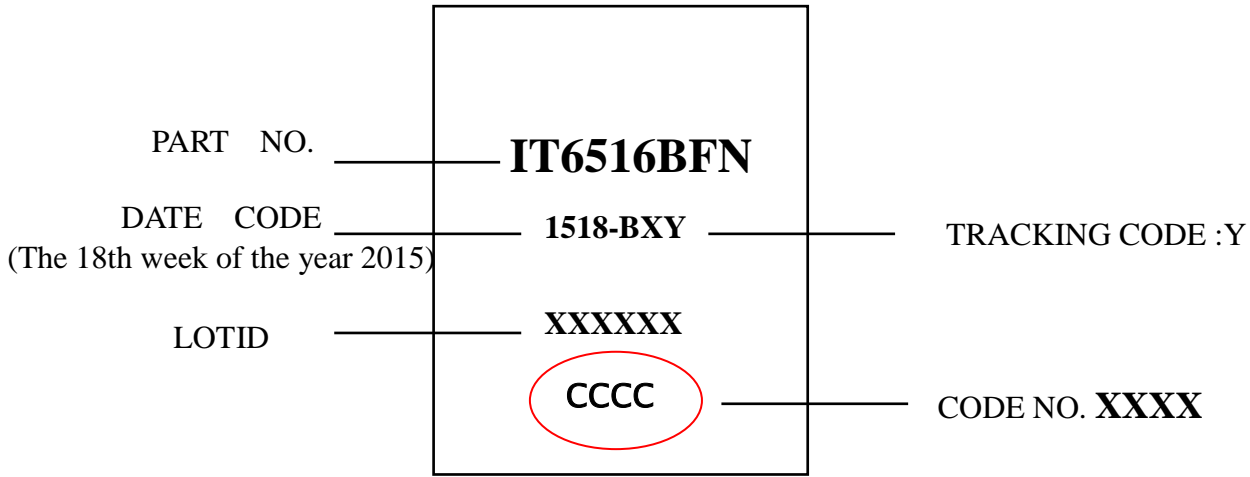 PART NO.
IT6516BFN
DATE CODE
(The 18th week of the year 2015)
1518-BXY
TRACKING CODE :Y
LOTID
XXXXXX
CCCC
CODE NO. XXXX